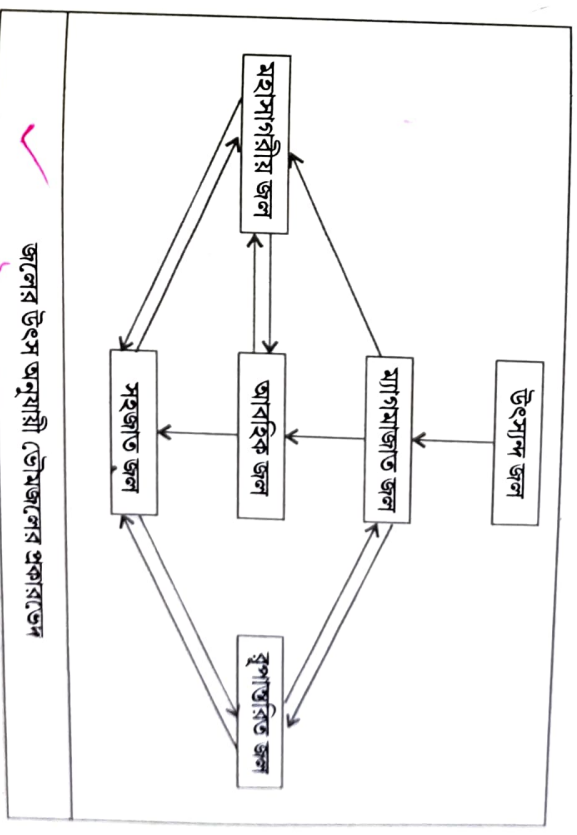 উৎস্যন্দ জল
ম্যাগমাজাত জল
মহাসাগরীয় জল
আবহিক জল
রূপান্তরিত জল
সহজাত জল
জলের উৎস অনুযায়ী ভৌমজলের প্রকারভেদ